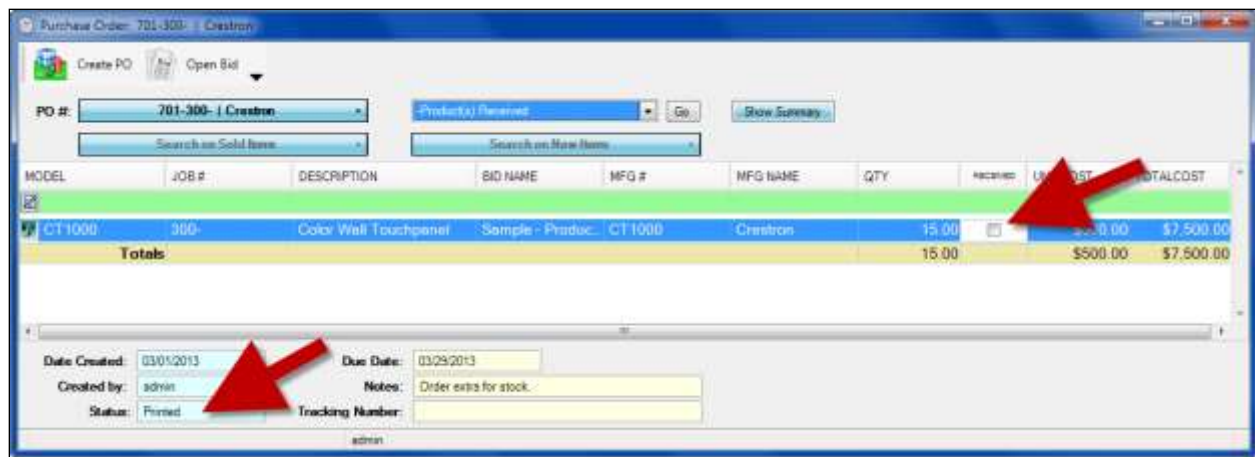 Purchase Order: 701-300- | Crestron
Create PO Open Bid
PO #: 701-300- | Crestron -Product(s) Received Go Show Summary
Search on Sold Items Search on New Items
MODEL JOB # DESCRIPTION BID NAME MFG # MFG NAME QTY RECEIVED
CT1000 300- Color Wall Touchpanel Sample - Produc... CT1000 Crestron 15.00 $7,500.00
Totals 15.00 $500.00 $7,500.00
Date Created: 03/01/2013 Due Date: 03/29/2013
Created by: admin Notes: Order extra for stock.
Status: Printed Tracking Number:
admin